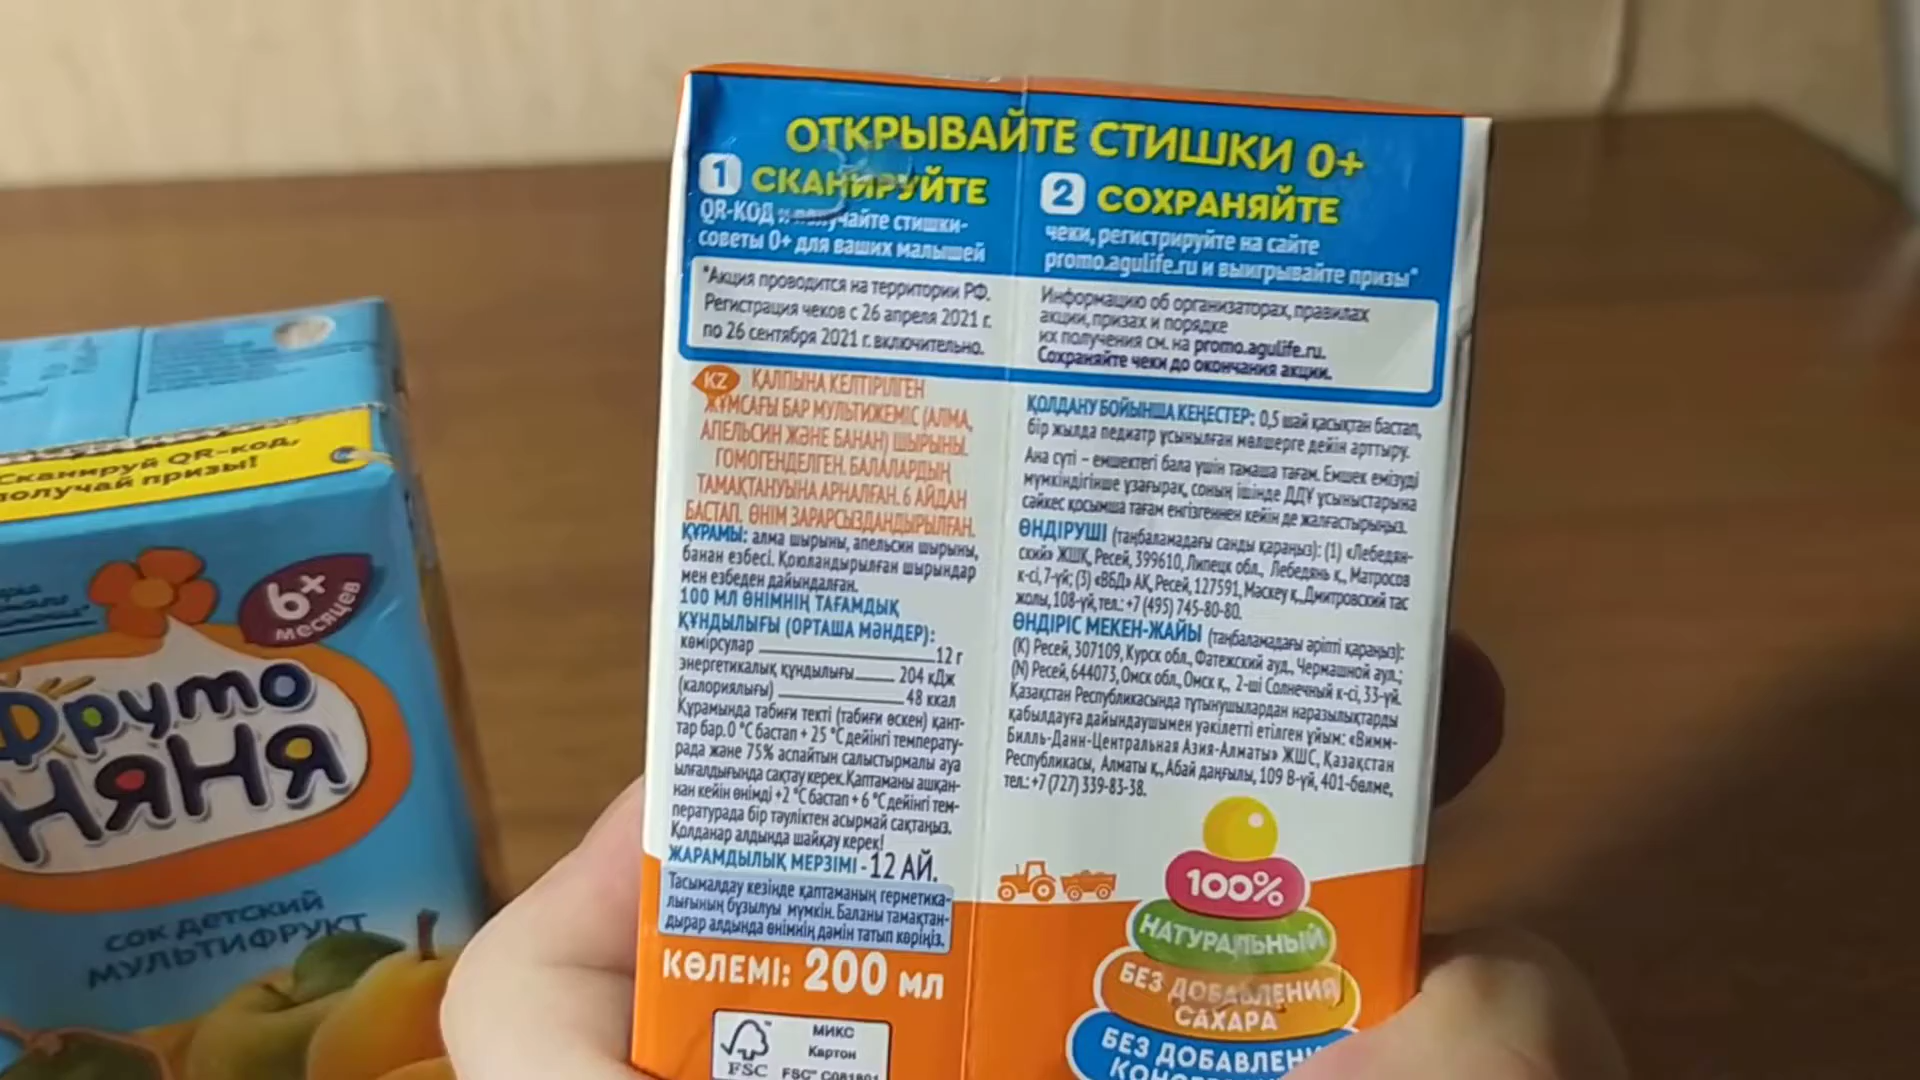 ОТКРЫВАЙТЕ СТИШКИ 0+
1 СКАНИРУЙТЕ
QR-КОД и получайте стишки-
советы 0+ для ваших малышей
2 СОХРАНЯЙТЕ
чеки, регистрируйте на сайте
promo.agulife.ru и выигрывайте призы*
*Акция проводится на территории РФ.
Регистрация чеков с 26 апреля 2021 г.
по 26 сентября 2021 г. включительно.
Информацию об организаторах, правилах
акции, призах и порядке
их получения см. на promo.agulife.ru.
Сохраняйте чеки до окончания акции.
KZ ҚАЛПЫНА КЕЛТІРІЛГЕН
ЖҰМСАҒЫ БАР МУЛЬТИЖЕМІС (АЛМА,
АПЕЛЬСИН ЖӘНЕ БАНАН) ШЫРЫНЫ.
ГОМОГЕНДЕЛГЕН. БАЛАЛАРДЫҢ
ТАМАҚТАНУЫНА АРНАЛҒАН. 6 АЙДАН
БАСТАП. ӨНІМ ЗАРАРСЫЗДАНДЫРЫЛҒАН.
ҚҰРАМЫ: алма шырыны, апельсин шырыны,
банан езбесі. Қоюландырылған шырындар
мен езбеден дайындалған.
100 МЛ ӨНІМНІҢ ТАҒАМДЫҚ
ҚҰНДЫЛЫҒЫ (ОРТАША МӘНДЕР):
көмірсулар 12 г
энергетикалық құндылығы 204 кДж
(калориялығы) 48 ккал
Құрамында табиғи текті (табиғи өскен) қант-
тар бар. 0 °C бастап + 25 °C дейінгі температу-
рада және 75% аспайтын салыстырмалы ауа
ылғалдығында сақтау керек. Қаптаманы ашқан-
нан кейін өнімді +2 °C бастап + 6 °C дейінгі тем-
пературада бір тәуліктен асырмай сақтаңыз.
Қолданар алдында шайқау керек!
ЖАРАМДЫЛЫҚ МЕРЗІМІ - 12 АЙ.
Тасымалдау кезінде қаптаманың герметика-
лығының бұзылуы мүмкін. Баланы тамақтан-
дырар алдында өнімнің дәмін татып көріңіз.
КӨЛЕМІ: 200 МЛ
FSC
МИКС
Картон
FSC™ C081801
ҚОЛДАНУ БОЙЫНША КЕҢЕСТЕР: 0,5 шай қасықтан бастап,
бір жылда педиатр ұсынылған мөлшерге дейін арттыру.
Ана сүті – емшектегі бала үшін тамаша тағам. Емшек емізуді
мүмкіндігінше ұзағырақ, соның ішінде ДДҰ ұсыныстарына
сәйкес қосымша тағам енгізгеннен кейін де жалғастырыңыз.
ӨНДІРУШІ (таңбаламадағы санды қараңыз): (1) «Лебедян-
ский» ЖШҚ, Ресей, 399610, Липецк обл., Лебедянь қ., Матросов
к-сі, 7-үй; (3) «ВБД» АҚ, Ресей, 127591, Мәскеу қ., Дмитровский тас
жолы, 108-үй, тел.: +7 (495) 745-80-80.
ӨНДІРІС МЕКЕН-ЖАЙЫ (таңбаламадағы әріпті қараңыз):
(K) Ресей, 307109, Курск обл., Фатежский ауд., Чермашной аул.;
(N) Ресей, 644073, Омск обл., Омск қ., 2-ші Солнечный к-сі, 33-үй.
Қазақстан Республикасында тұтынушылардан наразылықтарды
қабылдауға дайындаушымен уәкілетті етілген ұйым: «Вимм-
Билль-Данн-Центральная Азия-Алматы» ЖШС, Қазақстан
Республикасы, Алматы қ., Абай даңғылы, 109 В-үй, 401-бөлме,
тел.: +7 (727) 339-83-38.
100%
НАТУРАЛЬНЫЙ
БЕЗ ДОБАВЛЕНИЯ
САХАРА
БЕЗ ДОБАВЛЕН
Сканируй QR-код,
получай призы!
6+
месяцев
Фруто
НЯНЯ
СОК ДЕТСКИЙ
МУЛЬТИФРУКТ